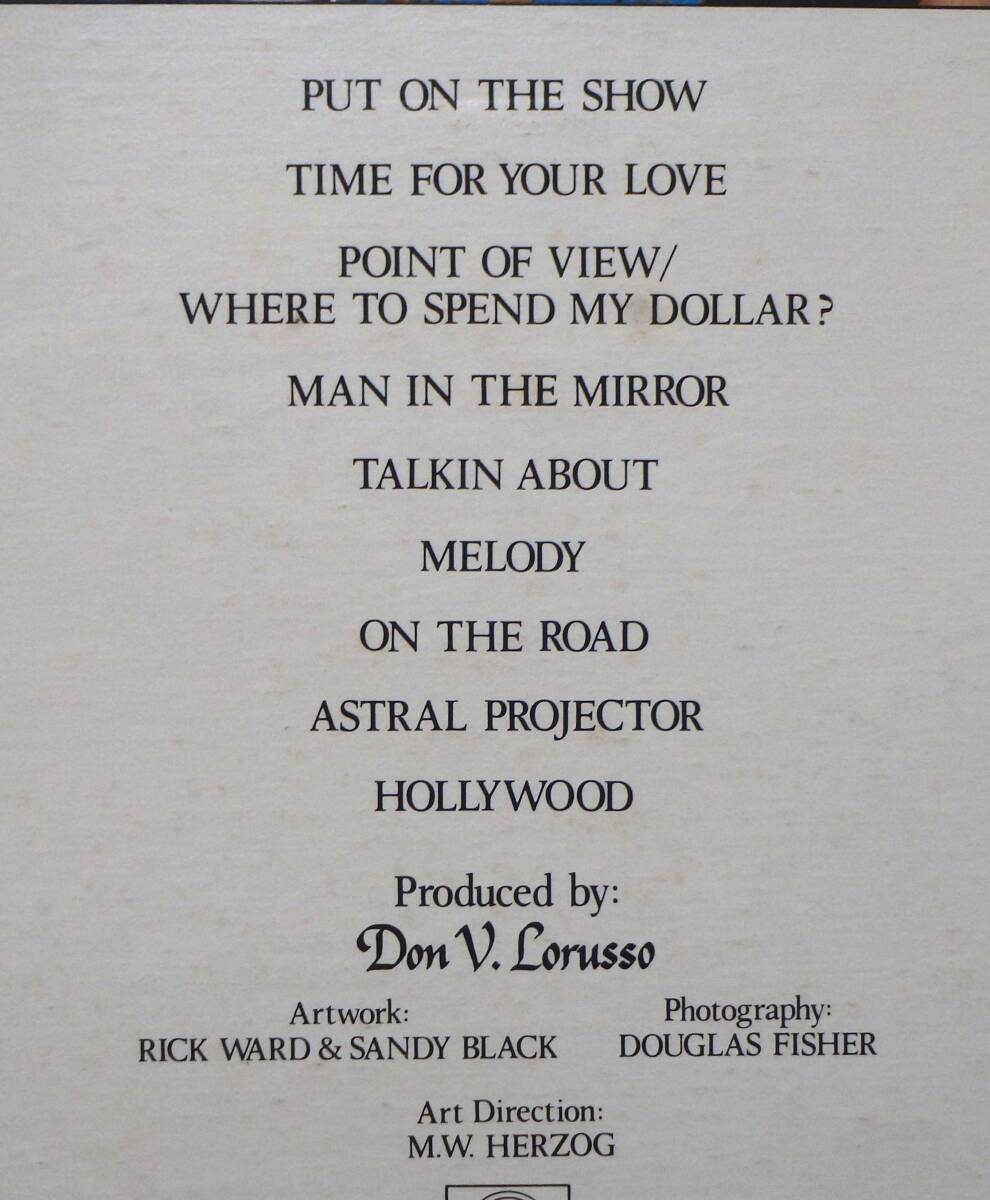 PUT ON THE SHOW
TIME FOR YOUR LOVE
POINT OF VIEW/
WHERE TO SPEND MY DOLLAR?
MAN IN THE MIRROR
TALKIN ABOUT
MELODY
ON THE ROAD
ASTRAL PROJECTOR
HOLLYWOOD
Produced by:
Don V. Lorusso
Artwork:
RICK WARD & SANDY BLACK
Photography:
DOUGLAS FISHER
Art Direction:
M.W. HERZOG